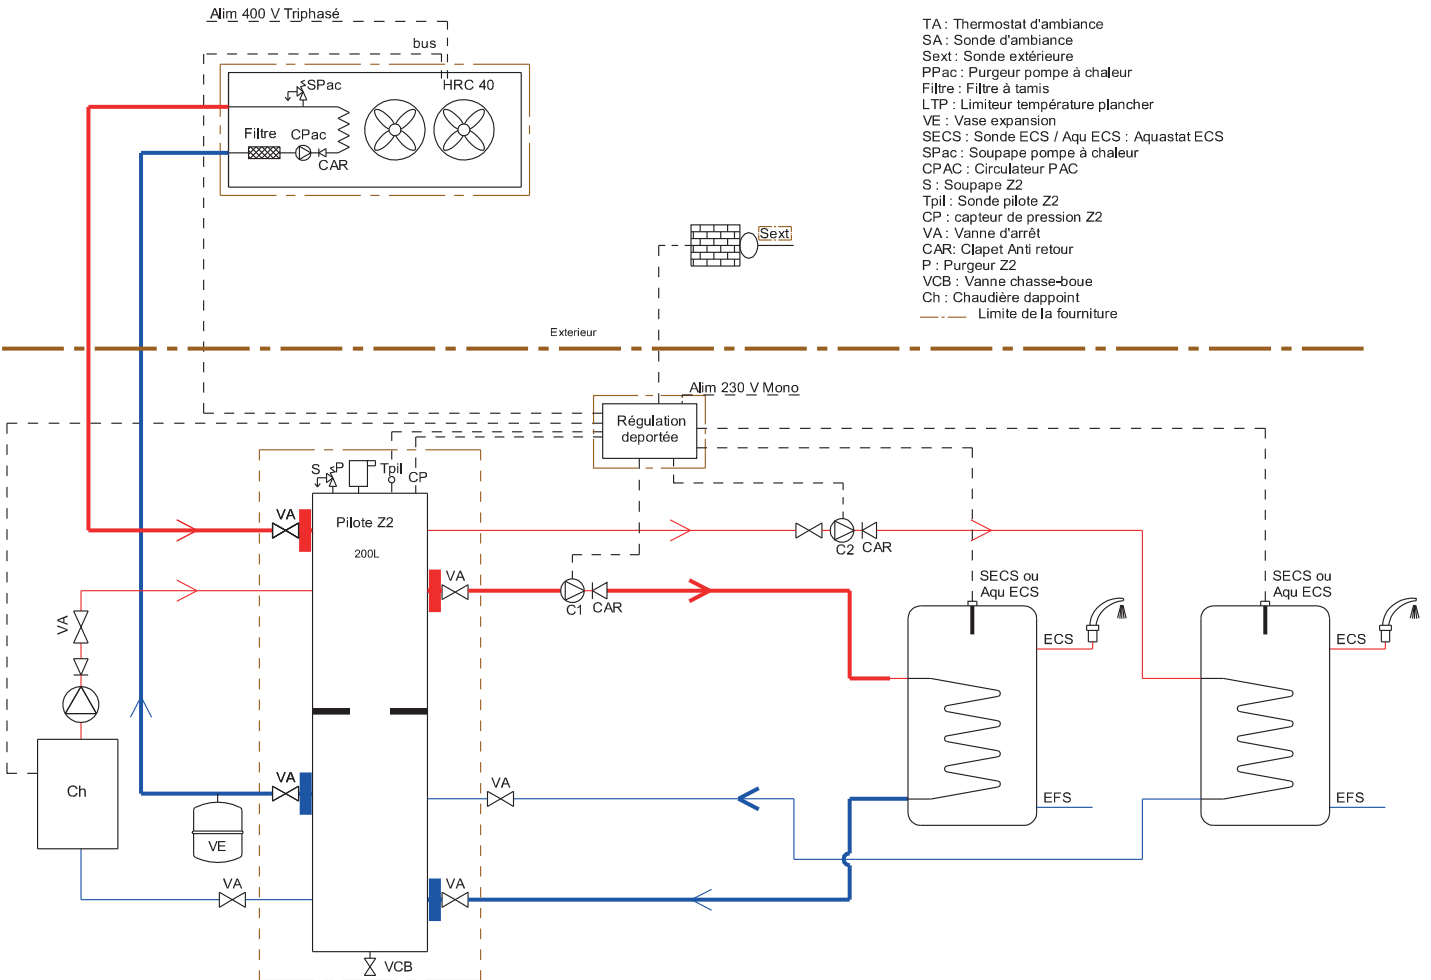 Alim 400 V Triphasé
bus
SPac
HRC 40
Filtre
CPac
CAR
TA : Thermostat d'ambiance
SA : Sonde d'ambiance
Sext : Sonde extérieure
PPac : Purgeur pompe à chaleur
Filtre : Filtre à tamis
LTP : Limiteur température plancher
VE : Vase expansion
SECS : Sonde ECS / Aqu ECS : Aquastat ECS
SPac : Soupape pompe à chaleur
CPAC : Circulateur PAC
S : Soupape Z2
Tpil : Sonde pilote Z2
CP : capteur de pression Z2
VA : Vanne d'arrêt
CAR: Clapet Anti retour
P : Purgeur Z2
VCB : Vanne chasse-boue
Ch : Chaudière dappoint
Limite de la fourniture
Sext
Exterieur
Alim 230 V Mono
Régulation
deportée
S
P
Tpil
CP
VA
Pilote Z2
200L
C2
CAR
VA
C1
CAR
SECS ou
Aqu ECS
SECS ou
Aqu ECS
VA
ECS
ECS
Ch
VA
VA
EFS
EFS
VE
VA
VA
VCB